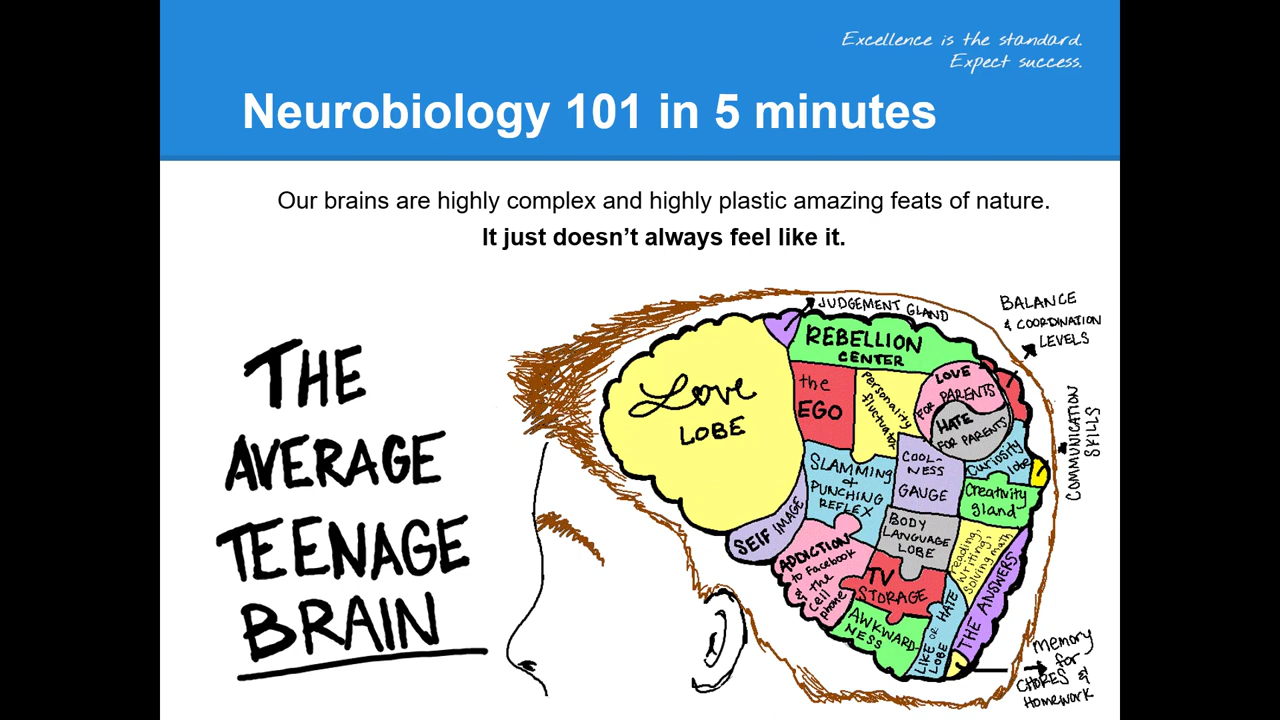 Excellence is the standard.
Expect success.
Neurobiology 101 in 5 minutes
Our brains are highly complex and highly plastic amazing feats of nature.
It just doesn’t always feel like it.
THE
AVERAGE
TEENAGE
BRAIN
Love
LOBE
JUDGEMENT GLAND
REBELLION
CENTER
the
EGO
Personality
fluctuator
LOVE
FOR PARENTS
HATE
FOR PARENTS
BALANCE
& COORDINATION
LEVELS
COMMUNICATION
SKILLS
Curiosity
lobe
SLAMMING
+
PUNCHING
REFLEX
COOL-
NESS
GAUGE
Creativity
gland
SElF IMAGE
BODY
LANGUAGE
LOBE
reading,
writing,
solving math
ADDICTION
to Facebook
& the
cell
phone
TV
STORAGE
THE ANSWERS
AWKWARD-
NESS
LIKE OR HATE
LOBE
memory
for
CHORES &
HOMEWORK